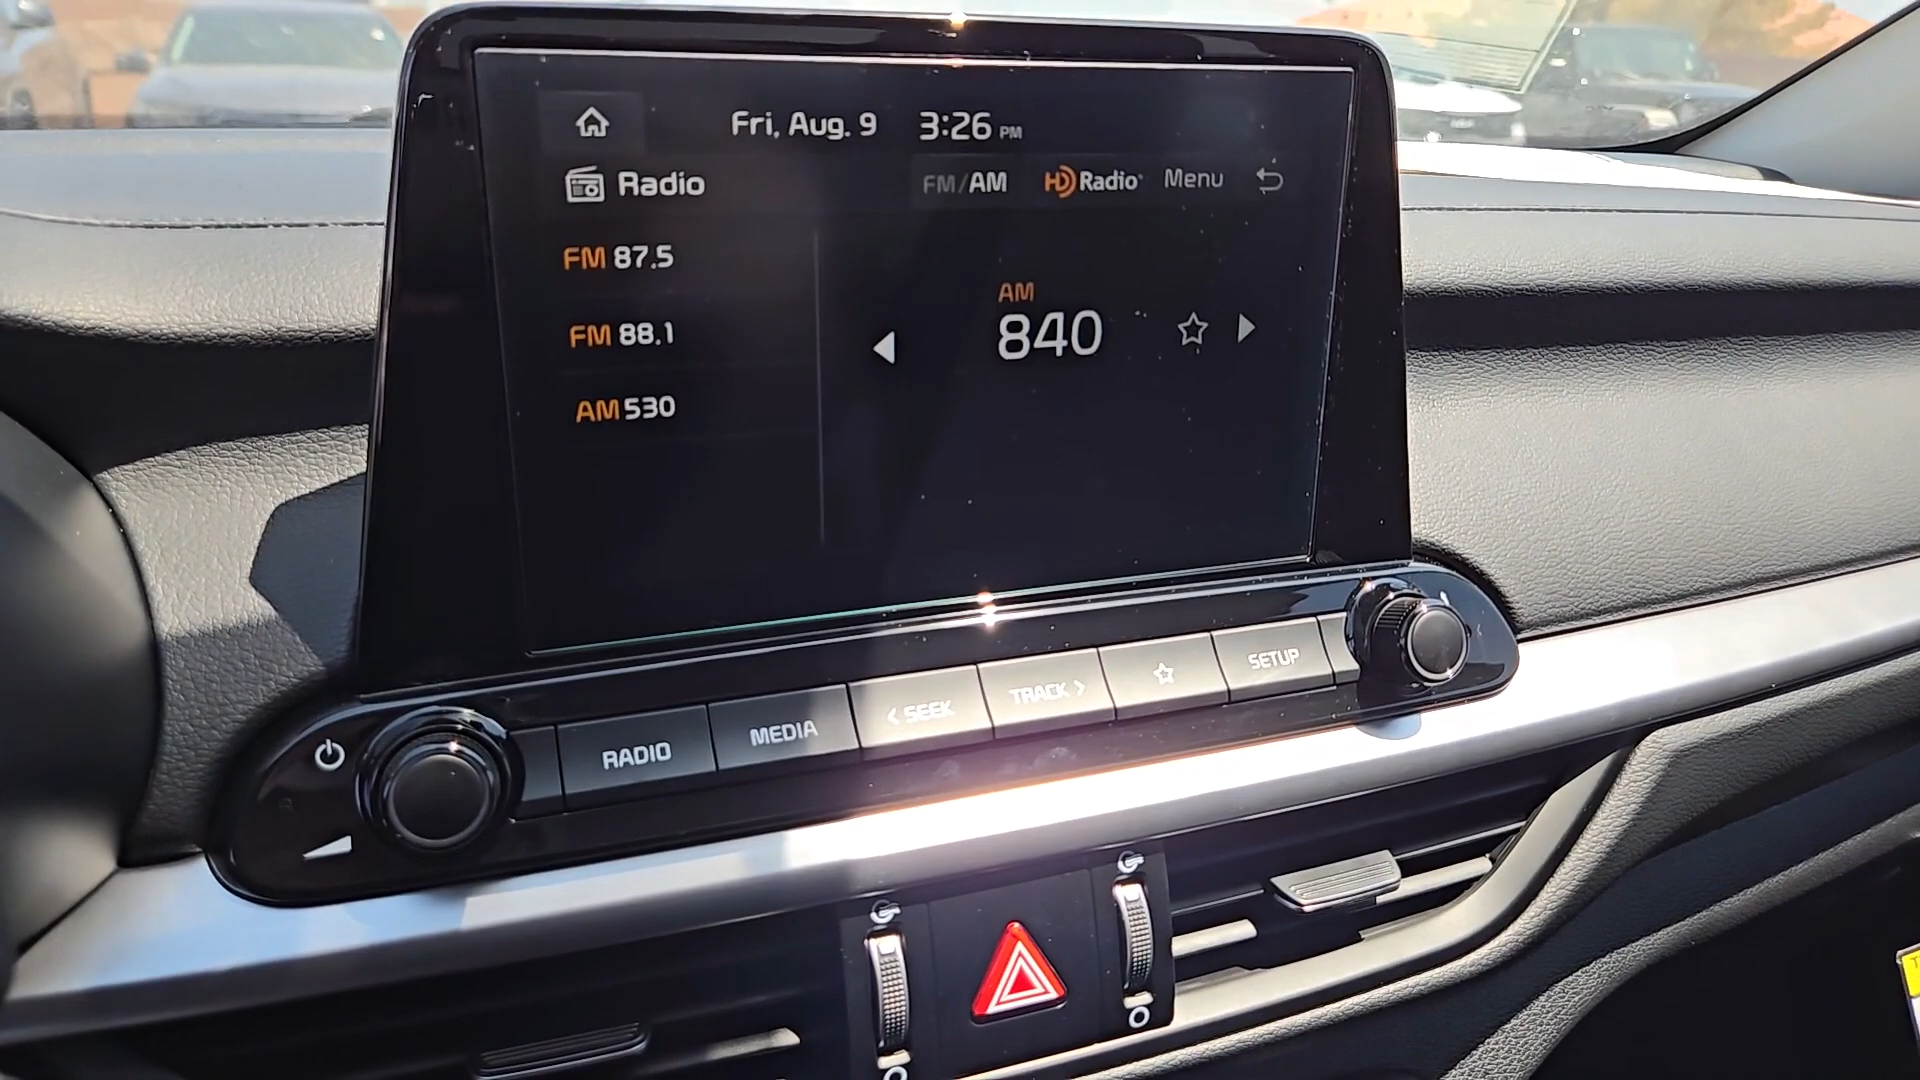 Fri, Aug. 9 3:26 PM
Radio FM/AM HD Radio Menu
FM 87.5
FM 88.1
AM 530
AM
840
RADIO MEDIA < SEEK TRACK > SETUP